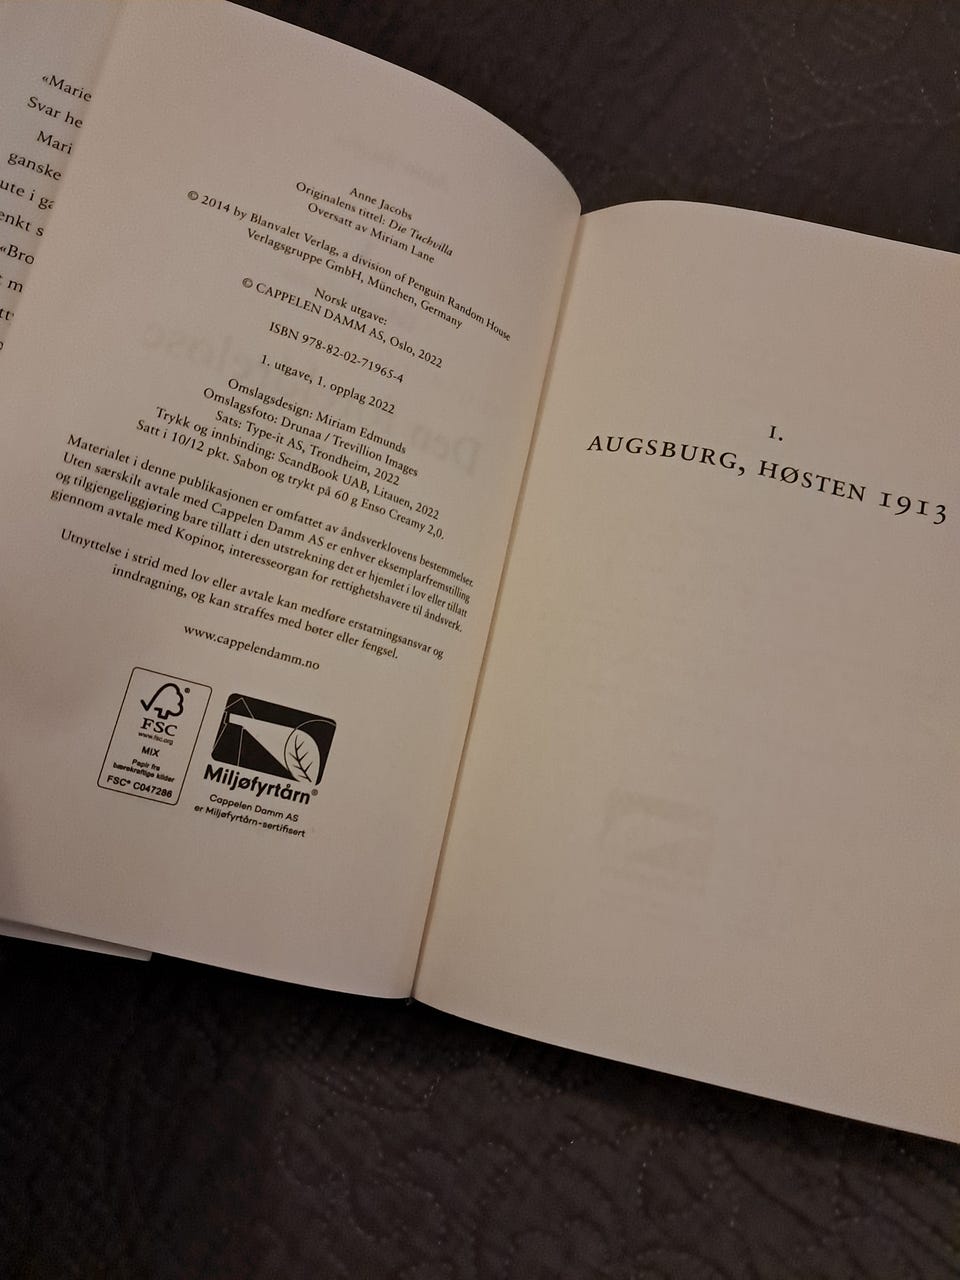 «Marie
Svar he
Mari
ganske
ute i
enkt s
«Bro
Anne Jacobs
Originalens tittel: Die Tuchvilla
Oversatt av Miriam Lane
© 2014 by Blanvalet Verlag, a division of Penguin Random House
Verlagsgruppe GmbH, München, Germany
Norsk utgave:
© CAPPELEN DAMM AS, Oslo, 2022
ISBN 978-82-02-71965-4
1. utgave, 1. opplag 2022
Omslagsdesign: Miriam Edmunds
Omslagsfoto: Drunaa / Trevillion Images
Sats: Type-it AS, Trondheim, 2022
Trykk og innbinding: ScandBook UAB, Litauen, 2022
Satt i 10/12 pkt. Sabon og trykt på 60 g Enso Creamy 2,0.
Materialet i denne publikasjonen er omfattet av åndsverklovens bestemmelser.
Uten særskilt avtale med Cappelen Damm AS er enhver eksemplarfremstilling
og tilgjengeliggjøring bare tillatt i den utstrekning det er hjemlet i lov eller tillatt
gjennom avtale med Kopinor, interesseorgan for rettighetshavere til åndsverk.
Utnyttelse i strid med lov eller avtale kan medføre erstatningsansvar og
inndragning, og kan straffes med bøter eller fengsel.
www.cappelendamm.no
FSC
www.fsc.org
MIX
Papir fra
bærekraftige kilder
FSC® C047286
Miljøfyrtårn®
Cappelen Damm AS
er Miljøfyrtårn-sertifisert
I.
AUGSBURG, HØSTEN 1913